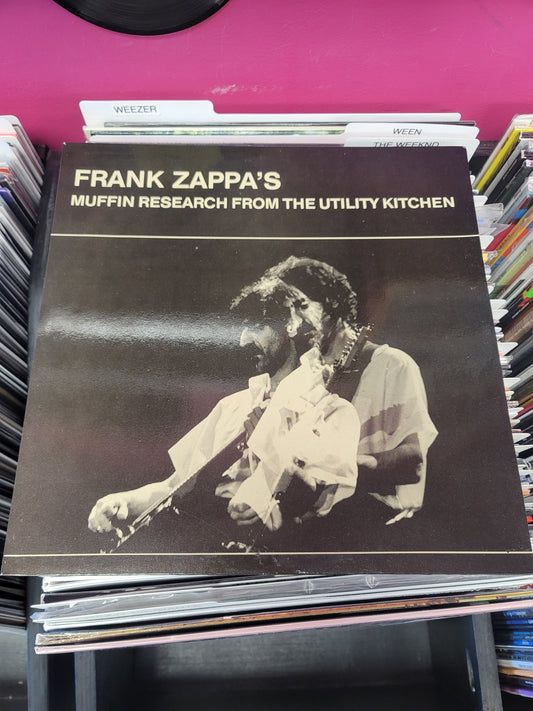 WEEZER
WEEN
THE WEEKND
FRANK ZAPPA'S
MUFFIN RESEARCH FROM THE UTILITY KITCHEN